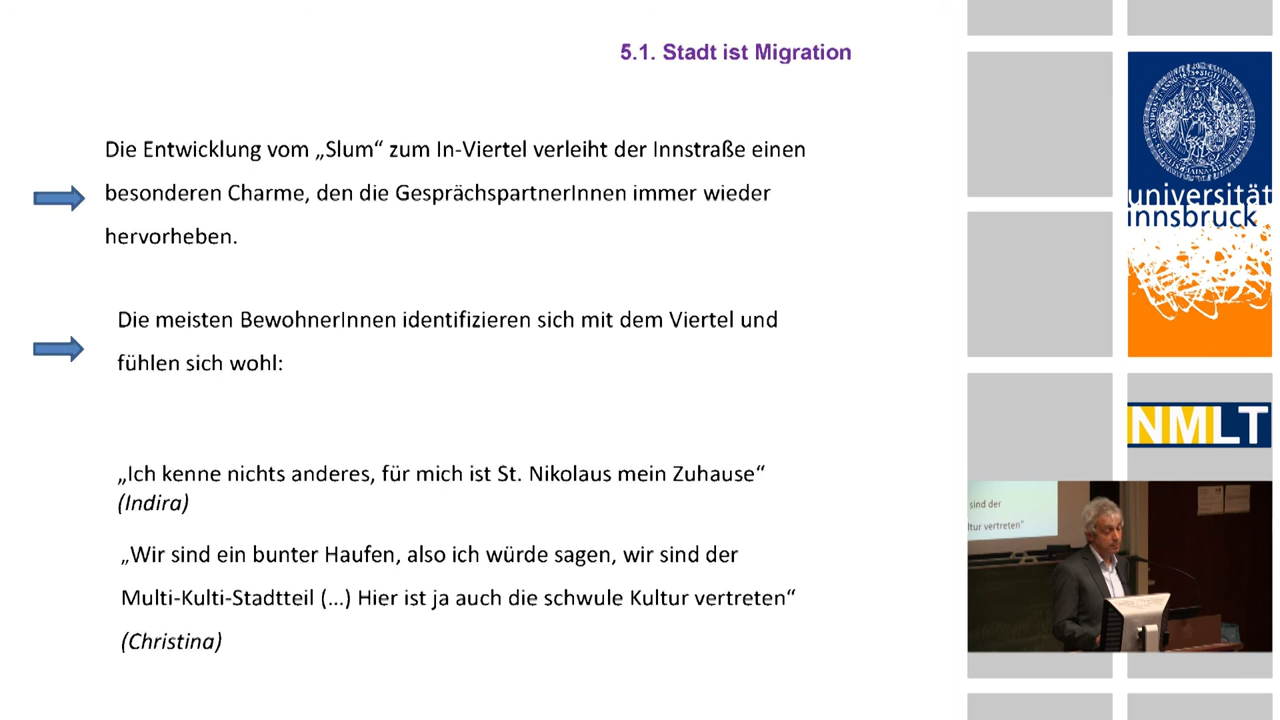 5.1. Stadt ist Migration
Die Entwicklung vom „Slum“ zum In-Viertel verleiht der Innstraße einen
besonderen Charme, den die GesprächspartnerInnen immer wieder
hervorheben.
Die meisten BewohnerInnen identifizieren sich mit dem Viertel und
fühlen sich wohl:
„Ich kenne nichts anderes, für mich ist St. Nikolaus mein Zuhause“
(Indira)
„Wir sind ein bunter Haufen, also ich würde sagen, wir sind der
Multi-Kulti-Stadtteil (…) Hier ist ja auch die schwule Kultur vertreten“
(Christina)
universität
innsbruck
NMLT
sind der
ltur vertreten“